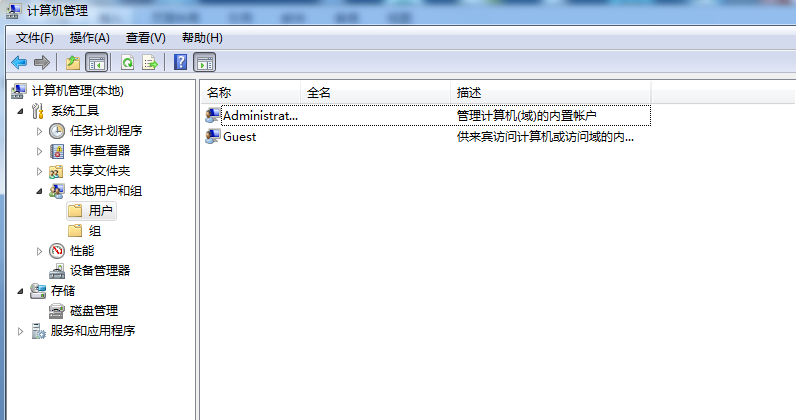 计算机管理
文件(F) 操作(A) 查看(V) 帮助(H)
计算机管理(本地)
系统工具
任务计划程序
事件查看器
共享文件夹
本地用户和组
用户
组
性能
设备管理器
存储
磁盘管理
服务和应用程序
名称 全名 描述
Administrat... 管理计算机(域)的内置帐户
Guest 供来宾访问计算机或访问域的内...